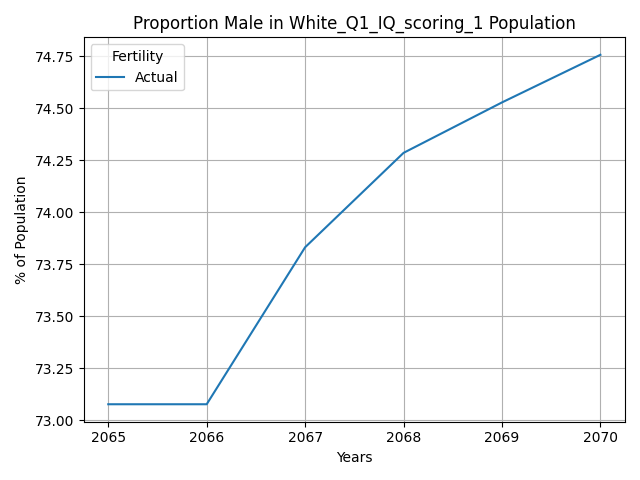 Proportion Male in White_Q1_IQ_scoring_1 Population
Fertility
Actual
% of Population
74.75
74.50
74.25
74.00
73.75
73.50
73.25
73.00
2065 2066 2067 2068 2069 2070
Years